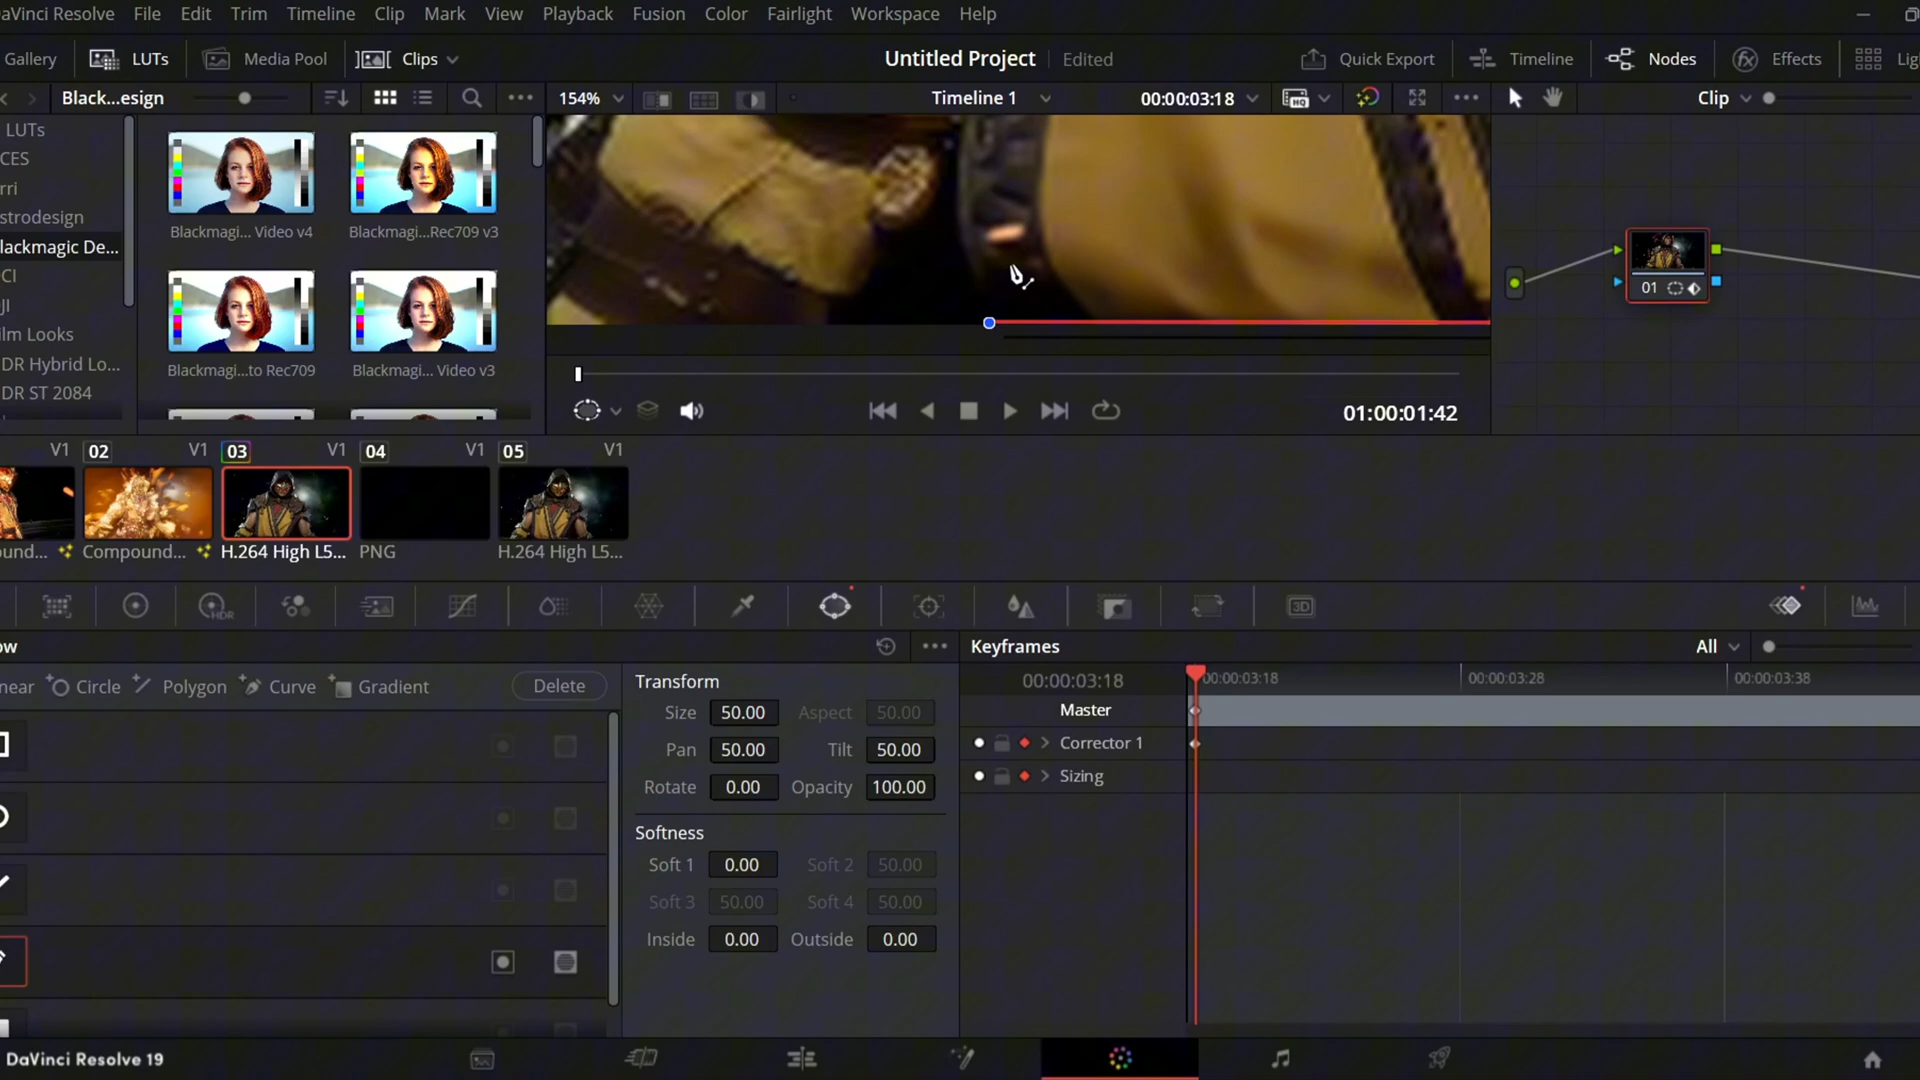 aVinci Resolve File Edit Trim Timeline Clip Mark View Playback Fusion Color Fairlight Workspace Help
Gallery LUTs Media Pool Clips Untitled Project Edited Quick Export Timeline Nodes Effects Lig
Black...esign 154% Timeline 1 00:00:03:18 Clip
LUTs
CES
rri
strodesign
lackmagic De...
CI
JI
ilm Looks
DR Hybrid Lo...
DR ST 2084
Blackmagi... Video v4 Blackmagi...Rec709 v3
Blackmagi...to Rec709 Blackmagi... Video v3
01:00:01:42
01
V1 02 V1 03 V1 04 V1 05 V1
und... Compound... H.264 High L5... PNG H.264 High L5...
HDR 3D
ow
near Circle Polygon Curve Gradient Delete
Transform
Size 50.00 Aspect 50.00
Pan 50.00 Tilt 50.00
Rotate 0.00 Opacity 100.00
Softness
Soft 1 0.00 Soft 2 50.00
Soft 3 50.00 Soft 4 50.00
Inside 0.00 Outside 0.00
Keyframes All
00:00:03:18 00:00:03:18 00:00:03:28 00:00:03:38
Master
Corrector 1
Sizing
DaVinci Resolve 19